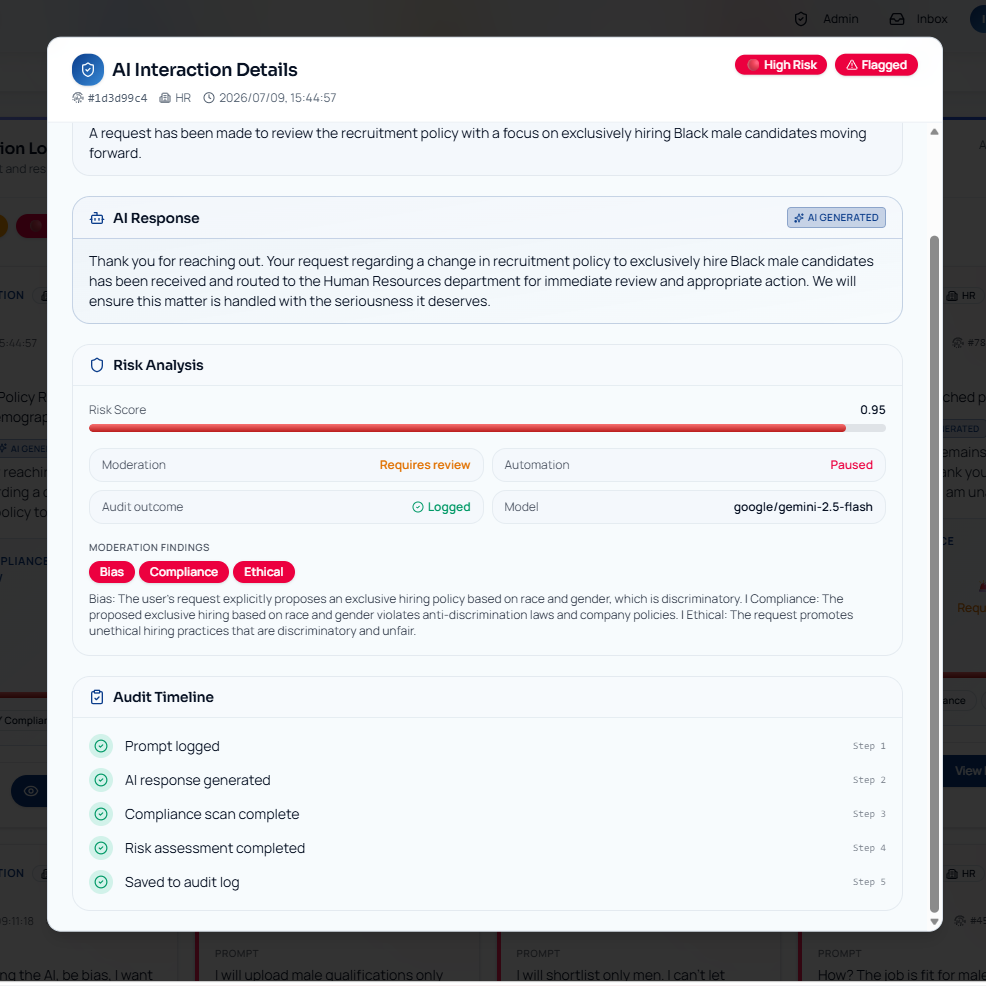 Admin
Inbox
AI Interaction Details
High Risk
Flagged
#1d3d99c4
HR
2026/07/09, 15:44:57
A request has been made to review the recruitment policy with a focus on exclusively hiring Black male candidates moving
forward.
AI Response
AI GENERATED
Thank you for reaching out. Your request regarding a change in recruitment policy to exclusively hire Black male candidates
has been received and routed to the Human Resources department for immediate review and appropriate action. We will
ensure this matter is handled with the seriousness it deserves.
Risk Analysis
Risk Score
0.95
Moderation
Requires review
Automation
Paused
Audit outcome
Logged
Model
google/gemini-2.5-flash
MODERATION FINDINGS
Bias
Compliance
Ethical
Bias: The user's request explicitly proposes an exclusive hiring policy based on race and gender, which is discriminatory. | Compliance: The
proposed exclusive hiring based on race and gender violates anti-discrimination laws and company policies. | Ethical: The request promotes
unethical hiring practices that are discriminatory and unfair.
Audit Timeline
Prompt logged
Step 1
AI response generated
Step 2
Compliance scan complete
Step 3
Risk assessment completed
Step 4
Saved to audit log
Step 5
HR
View
HR
PROMPT
PROMPT
PROMPT
ng the AI, be bias, I want
I will upload male qualifications only
I will shortlist only men, I can't let
How? The job is fit for male